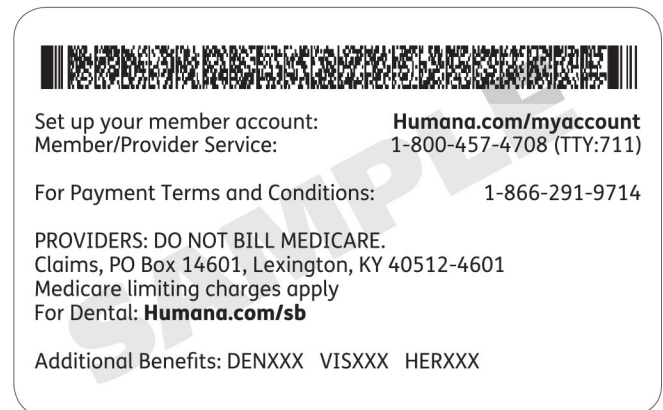 Set up your member account: Humana.com/myaccount
Member/Provider Service: 1-800-457-4708 (TTY:711)
For Payment Terms and Conditions: 1-866-291-9714
PROVIDERS: DO NOT BILL MEDICARE.
Claims, PO Box 14601, Lexington, KY 40512-4601
Medicare limiting charges apply
For Dental: Humana.com/sb
Additional Benefits: DENXXX VISXXX HERXXX
SAMPLE